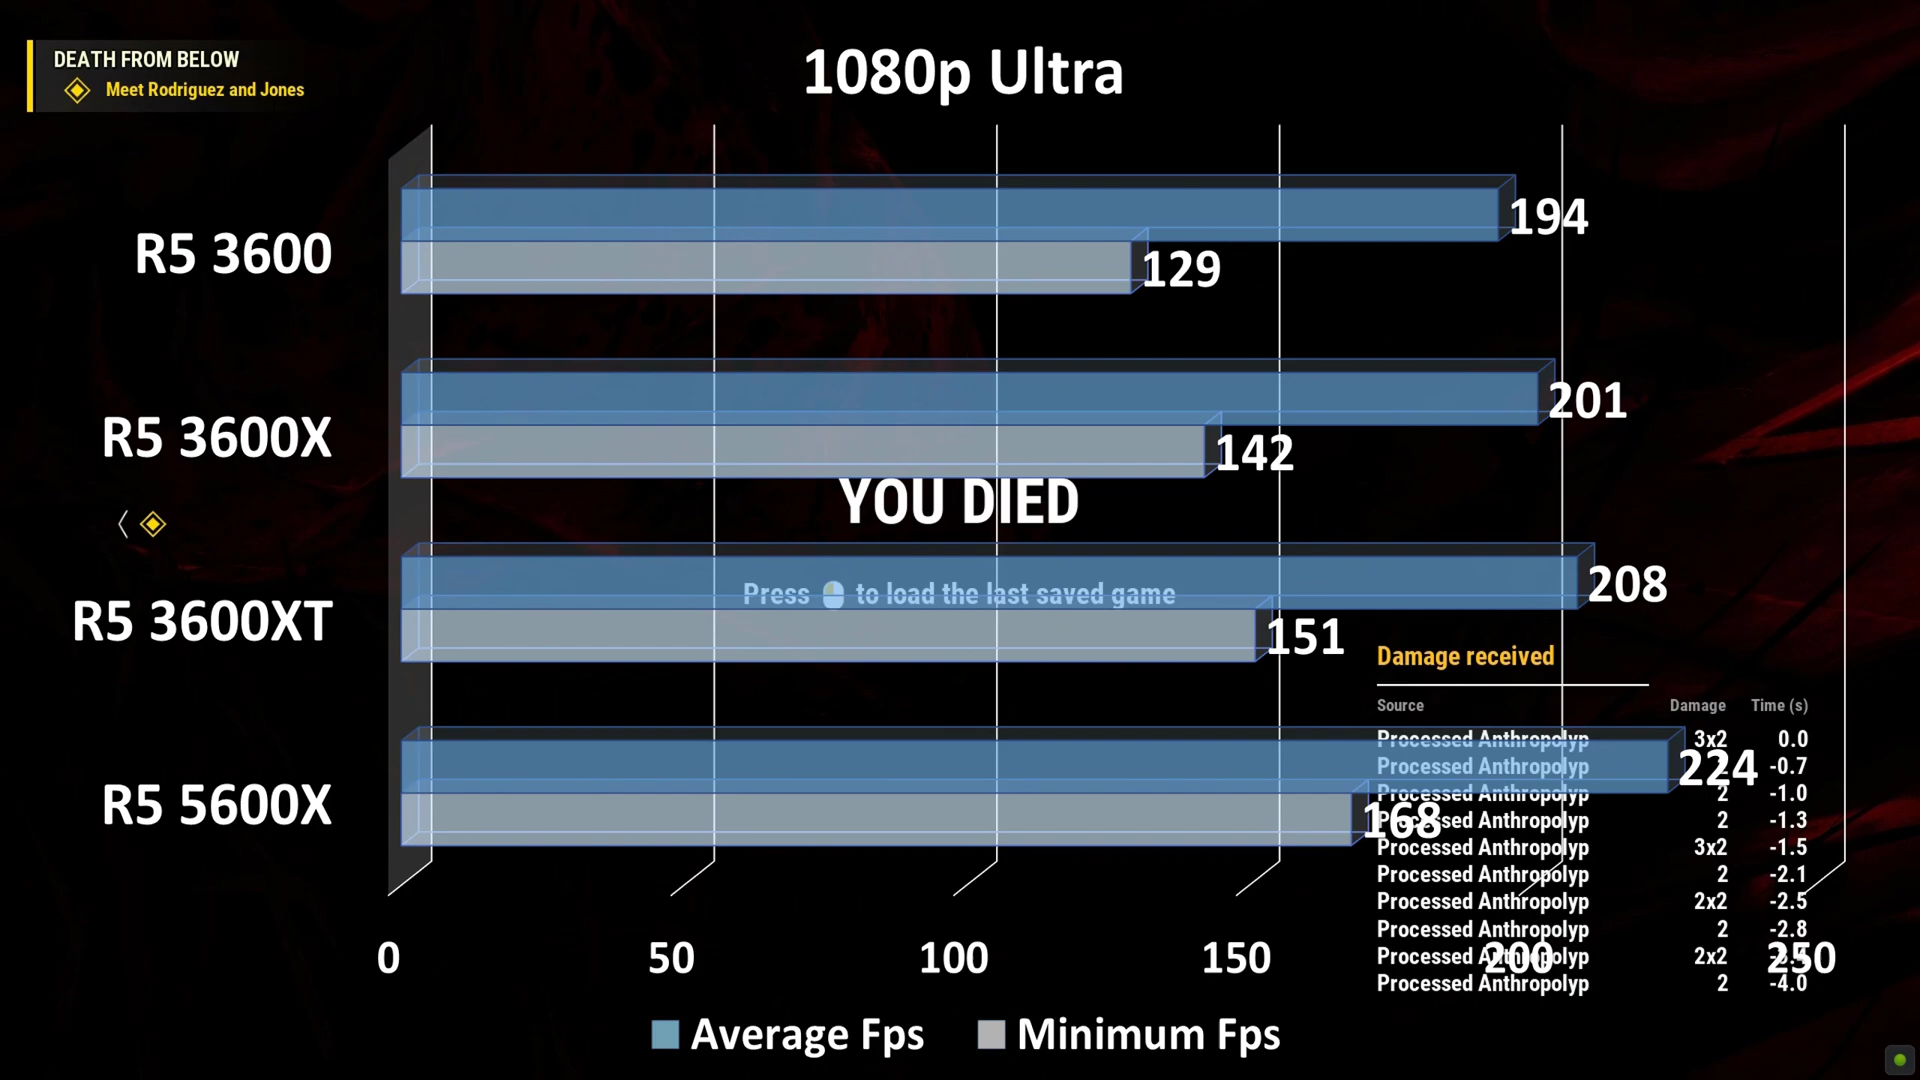 DEATH FROM BELOW
Meet Rodriguez and Jones
1080p Ultra
R5 3600
194
129
R5 3600X
201
142
YOU DIED
R5 3600XT
208
151
Press to load the last saved game
Damage received
Source Damage Time (s)
R5 5600X
224
168
Processed Anthropolyp 3x2 0.0
Processed Anthropolyp -0.7
Processed Anthropolyp 2 -1.0
Processed Anthropolyp 2 -1.3
Processed Anthropolyp 3x2 -1.5
Processed Anthropolyp 2 -2.1
Processed Anthropolyp 2x2 -2.5
Processed Anthropolyp 2 -2.8
Processed Anthropolyp 2x2
Processed Anthropolyp 2 -4.0
0 50 100 150 200 250
Average Fps Minimum Fps